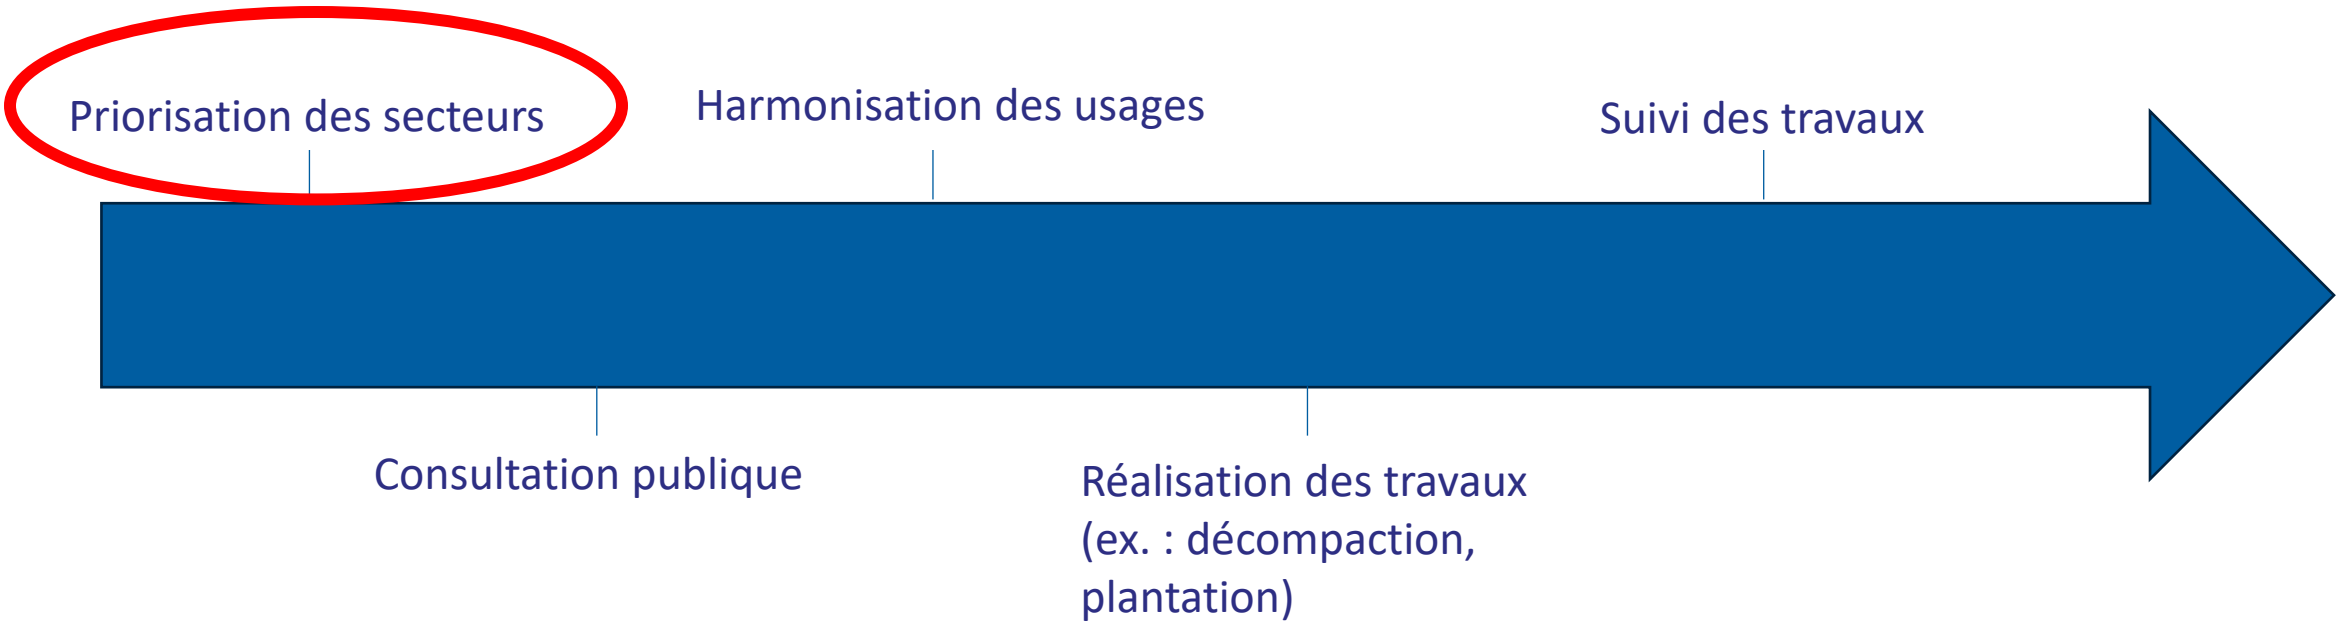 Priorisation des secteurs
Harmonisation des usages
Suivi des travaux
Consultation publique
Réalisation des travaux
(ex. : décompaction,
plantation)